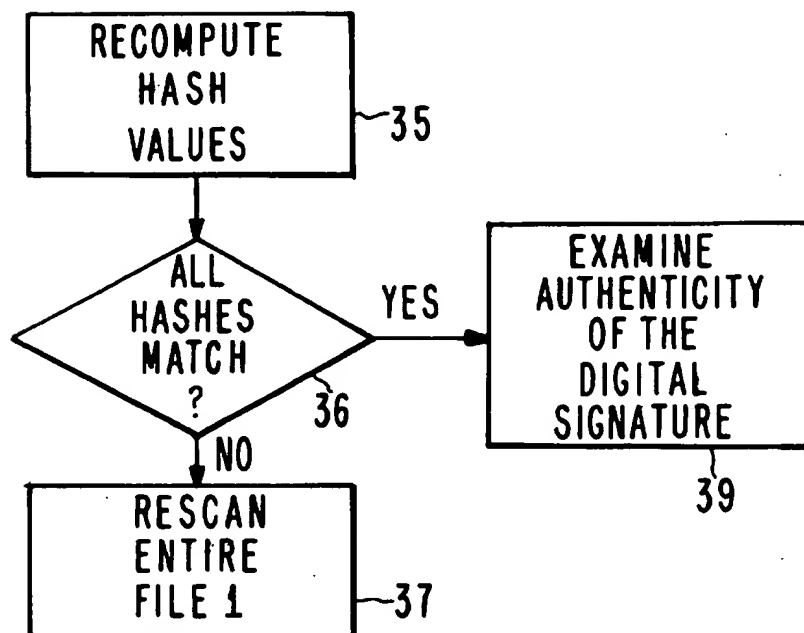 RECOMPUTE
HASH
VALUES
35
ALL
HASHES
MATCH
?
36
YES
EXAMINE
AUTHENTICITY
OF THE
DIGITAL
SIGNATURE
39
NO
RESCAN
ENTIRE
FILE 1
37